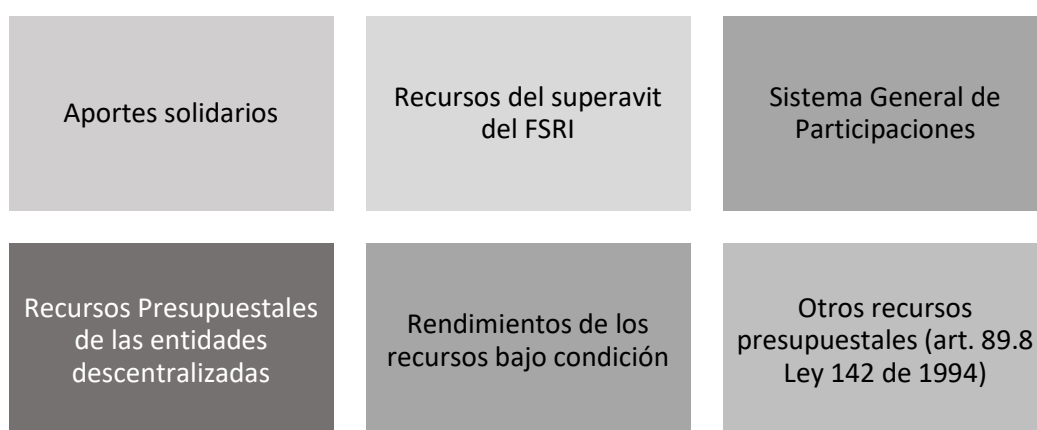 Aportes solidarios
Recursos del superavit
del FSRI
Sistema General de
Participaciones
Recursos Presupuestales
de las entidades
descentralizadas
Rendimientos de los
recursos bajo condición
Otros recursos
presupuestales (art. 89.8
Ley 142 de 1994)